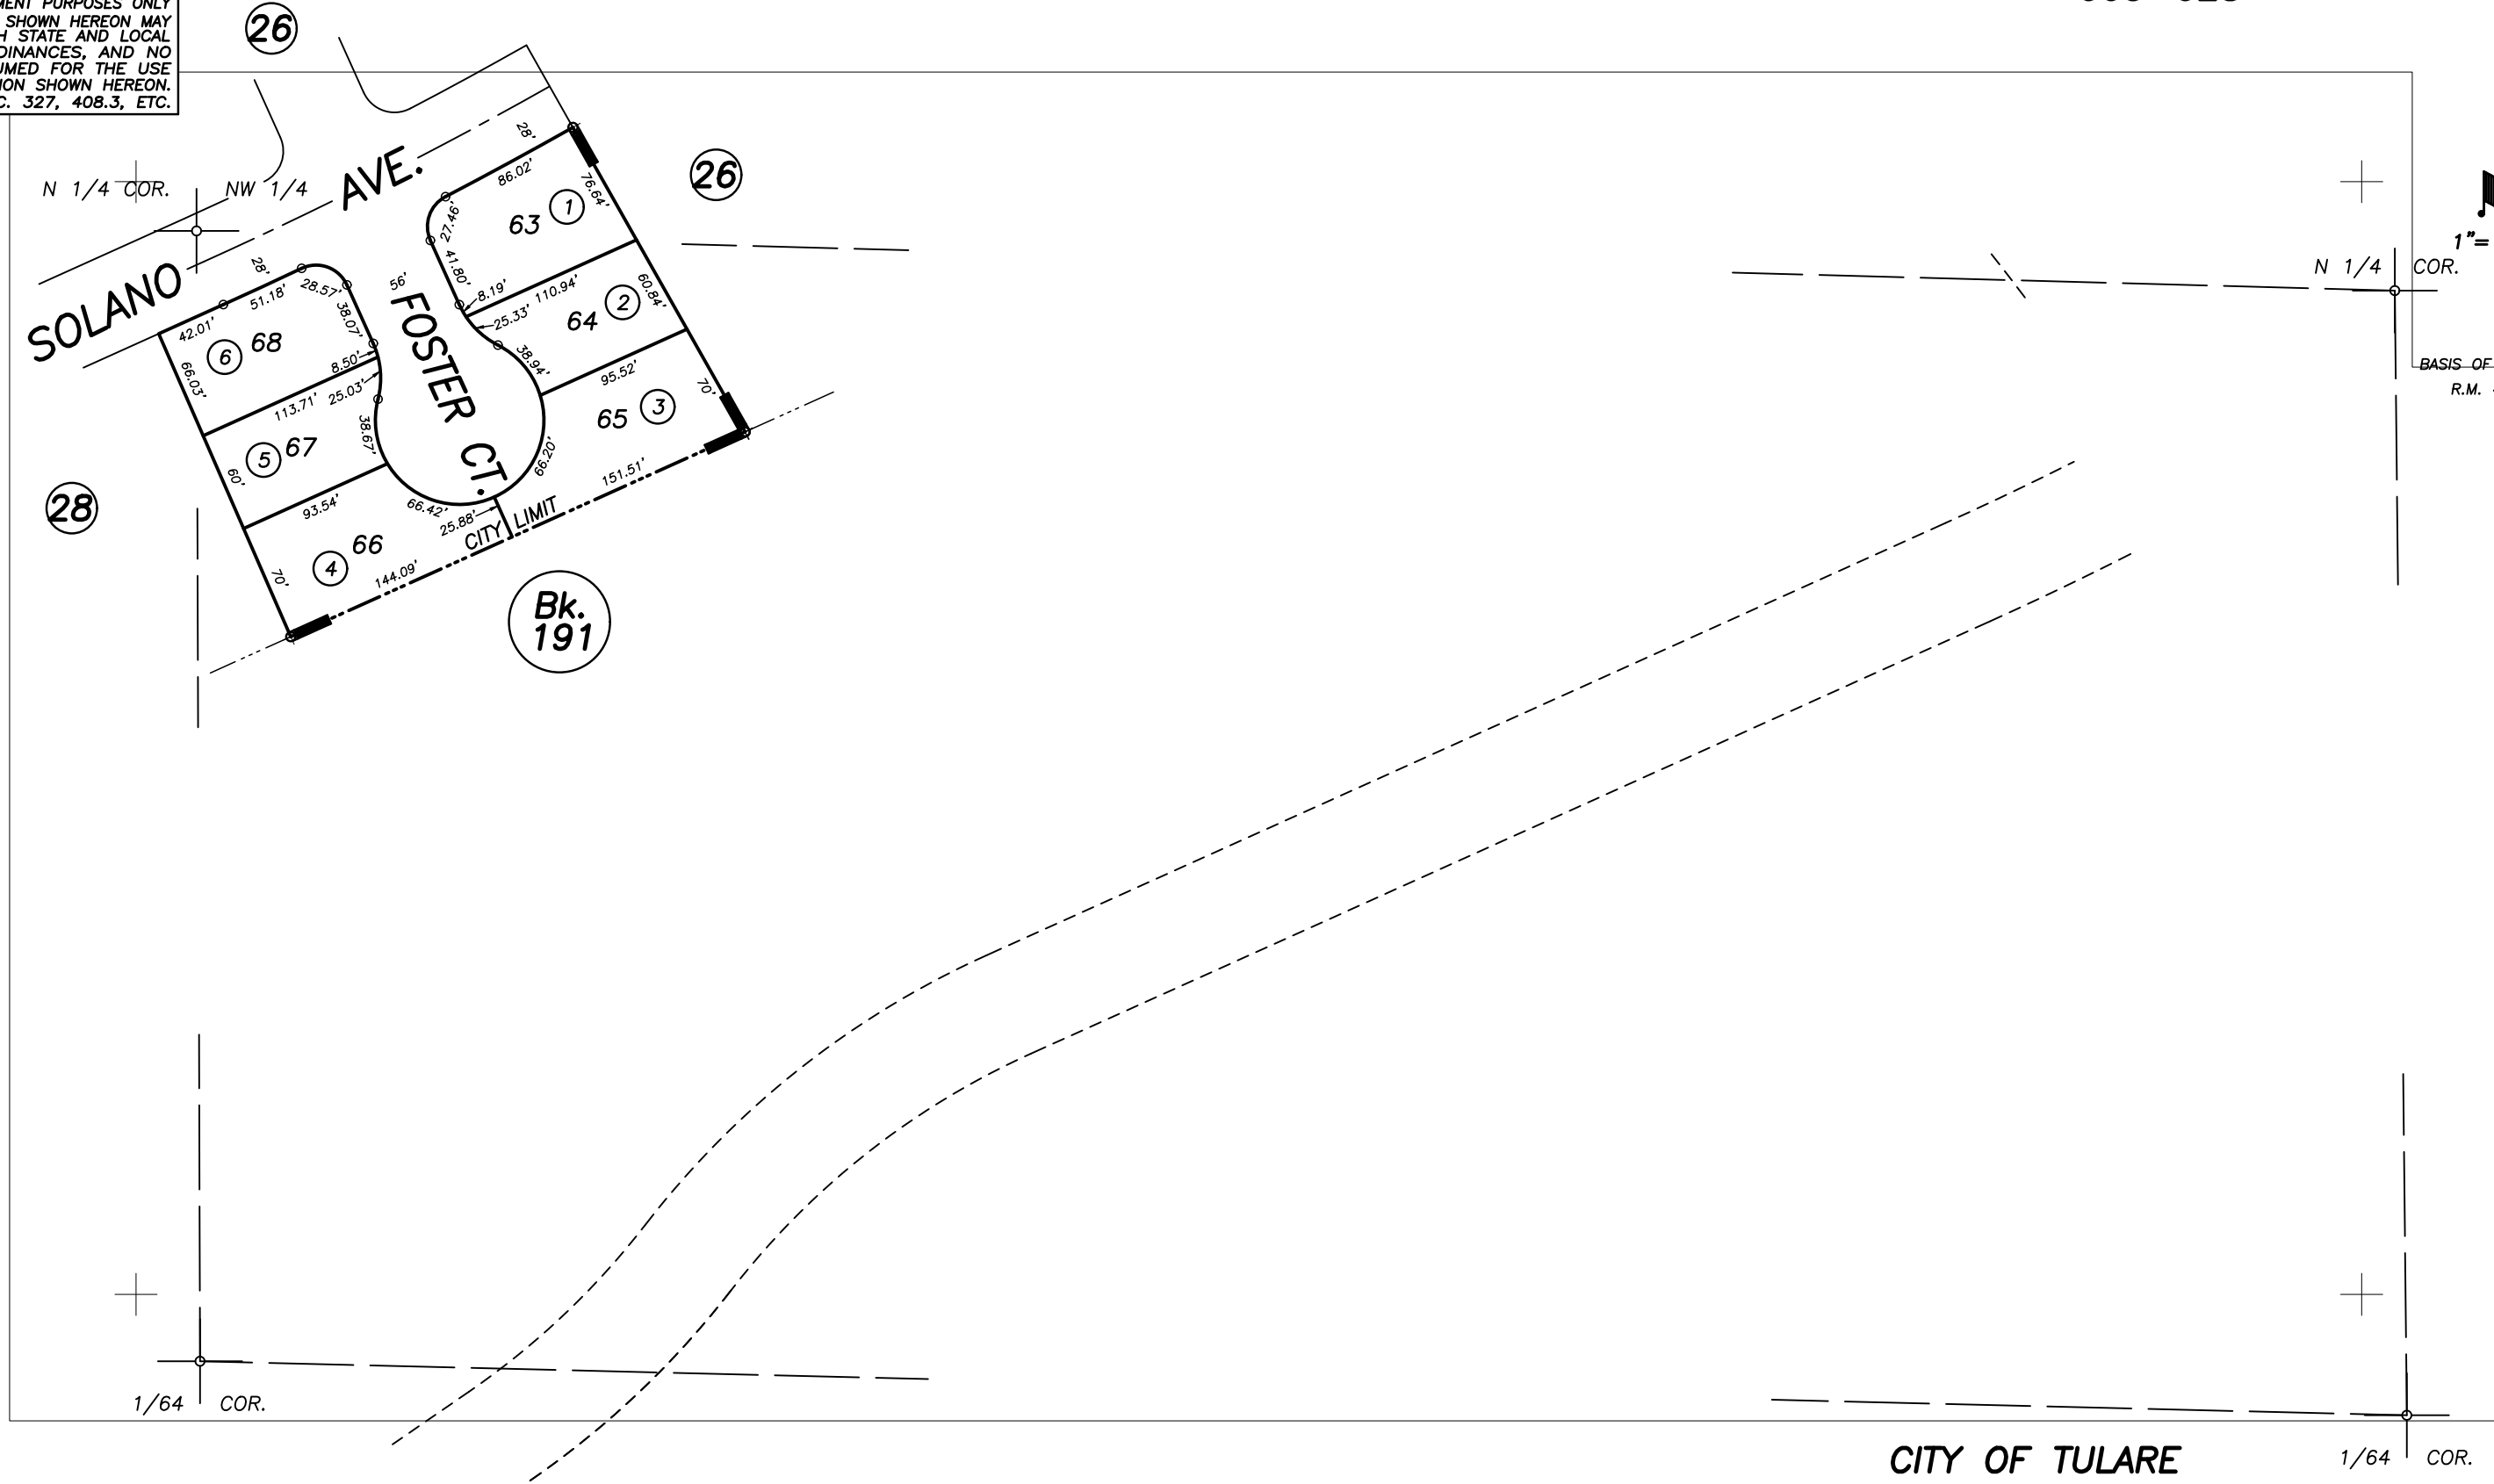 PURPOSES ONLY
SHOWN HEREON MAY
STATE AND LOCAL
AND NO
FOR THE USE
SHOWN HEREON.
327, 408.3, ETC.
26
N 1/4 COR.
NW 1/4
SOLANO AVE.
28'
86.02'
76.64'
26
27.46'
63 1
41.80'
8.19'
110.94'
60.84'
64 2
25.33'
38.94'
95.52'
70'
65 3
66.20'
151.51'
28'
51.18'
28.57'
56'
42.01'
38.07'
6 68
66.03'
8.50'
25.03'
113.71'
38.67'
5 67
60'
FOSTER CT.
93.54'
66.42'
25.88'
CITY LIMIT
4 66
70'
144.09'
28
Bk.
191
N 1/4 COR.
1"=
BASIS OF
R.M.
1/64 COR.
CITY OF TULARE
1/64 COR.